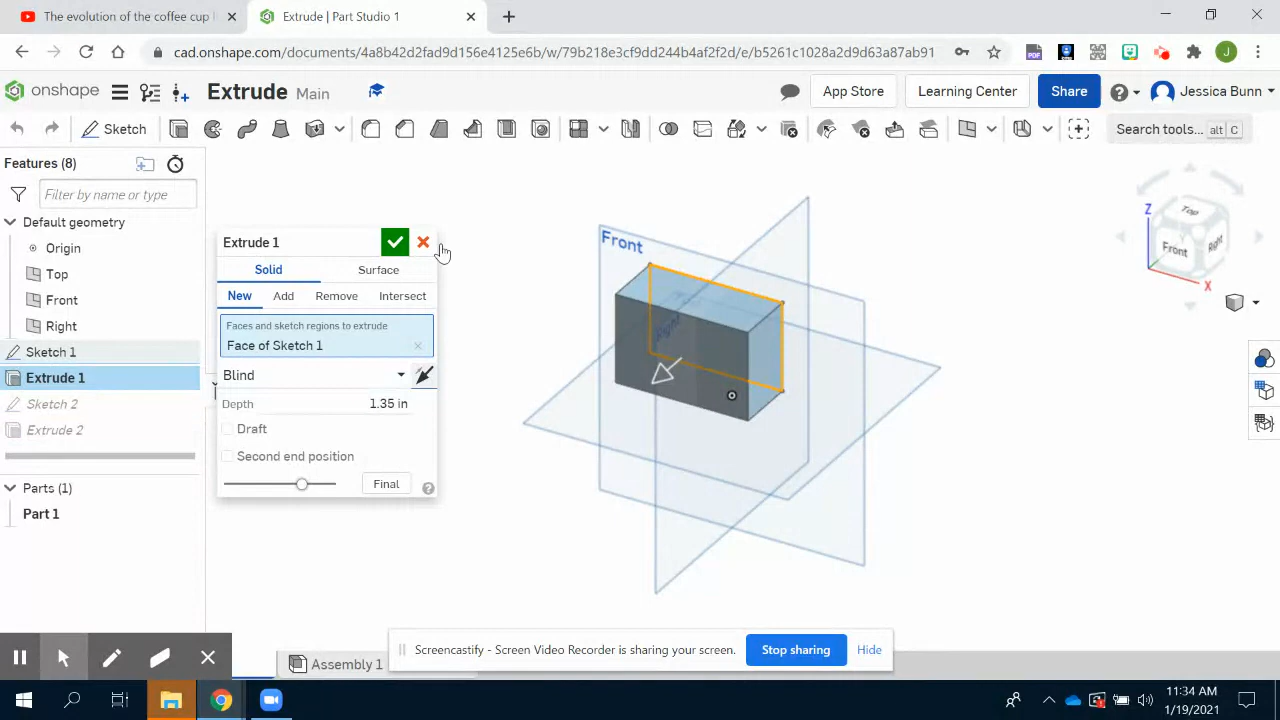 The evolution of the coffee cup
Extrude | Part Studio 1
cad.onshape.com/documents/4a8b42d2fad9d156e4125e6b/w/79b218e3cf9dd244b4af2f2d/e/b5261c1028a2d9d63a87ab91
PDF
J
onshape
Extrude Main
App Store
Learning Center
Share
Jessica Bunn
Sketch
Search tools... alt C
Features (8)
Filter by name or type
Default geometry
Origin
Top
Front
Right
Sketch 1
Extrude 1
Sketch 2
Extrude 2
Parts (1)
Part 1
Extrude 1
Solid
Surface
New
Add
Remove
Intersect
Faces and sketch regions to extrude
Face of Sketch 1
Blind
Depth
1.35 in
Draft
Second end position
Final
Front
Right
Z
Top
Front
Right
X
Assembly 1
Screencastify - Screen Video Recorder is sharing your screen.
Stop sharing
Hide
11:34 AM
1/19/2021